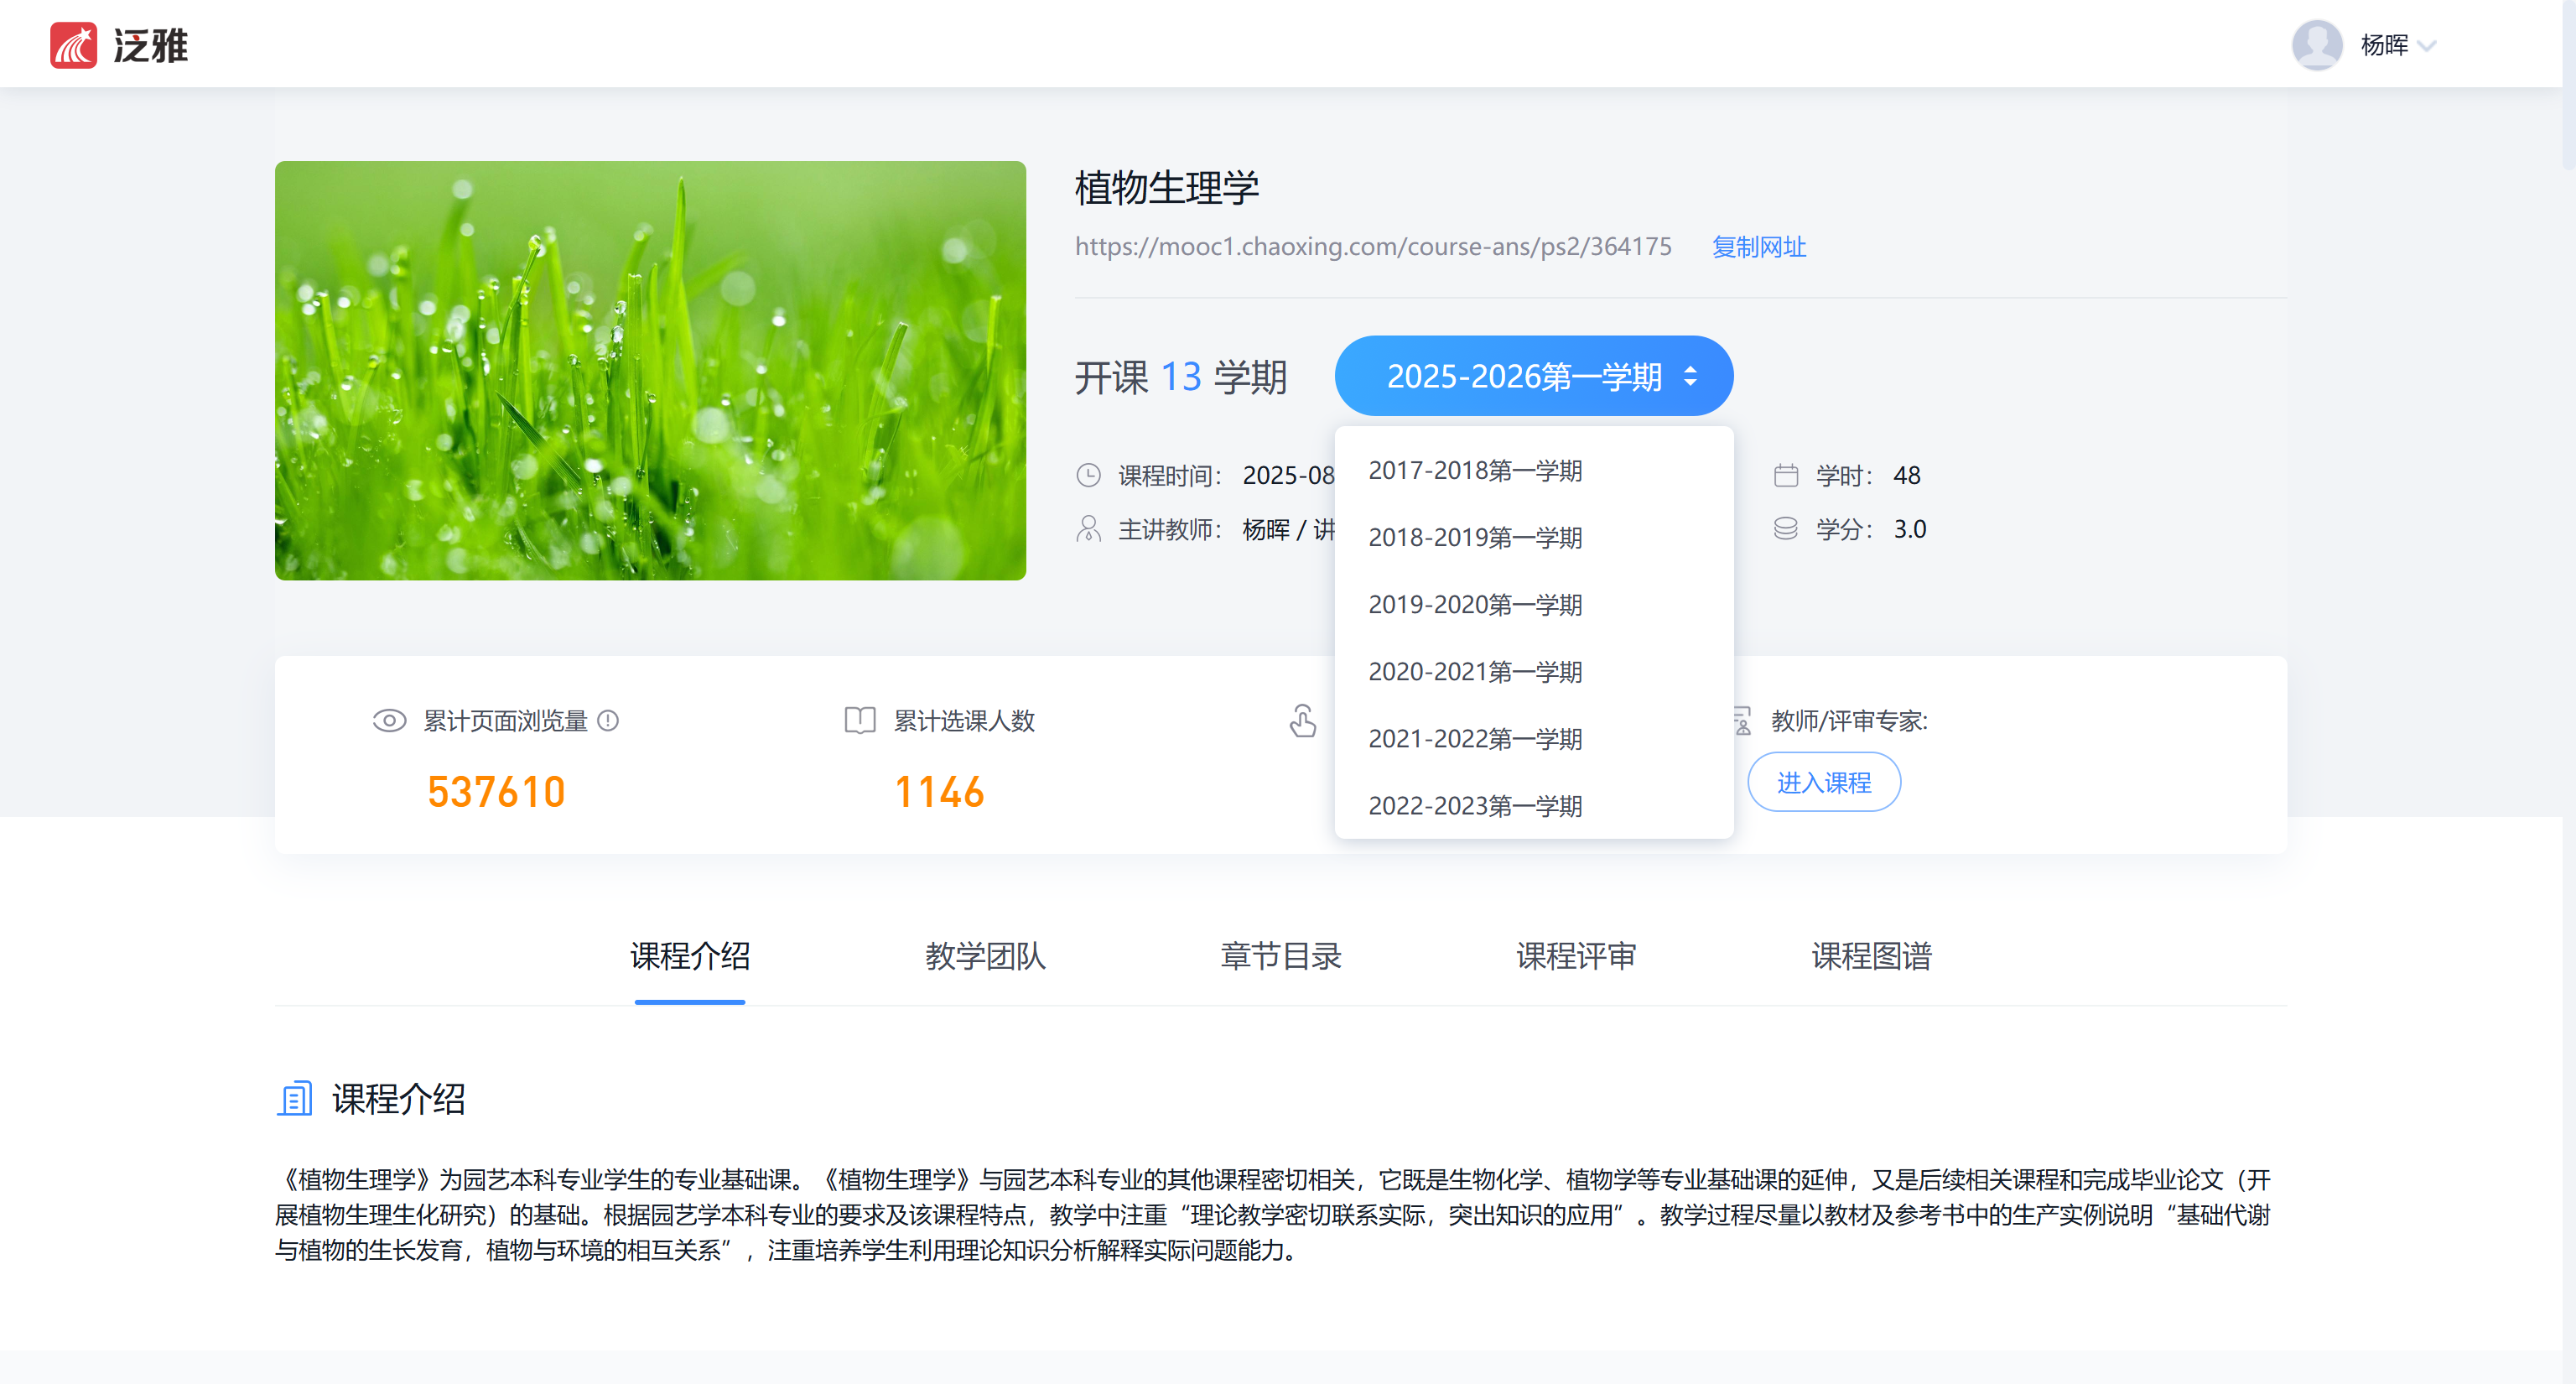 泛雅
杨晖
植物生理学
https://mooc1.chaoxing.com/course-ans/ps2/364175 复制网址
开课 13 学期
2025-2026第一学期
2017-2018第一学期
2018-2019第一学期
2019-2020第一学期
2020-2021第一学期
2021-2022第一学期
2022-2023第一学期
课程时间： 2025-08
学时： 48
主讲教师： 杨晖 / 讲
学分： 3.0
累计页面浏览量
537610
累计选课人数
1146
教师/评审专家:
进入课程
课程介绍
教学团队
章节目录
课程评审
课程图谱
课程介绍
《植物生理学》为园艺本科专业学生的专业基础课。《植物生理学》与园艺本科专业的其他课程密切相关，它既是生物化学、植物学等专业基础课的延伸，又是后续相关课程和完成毕业论文（开
展植物生理生化研究）的基础。根据园艺学本科专业的要求及该课程特点，教学中注重“理论教学密切联系实际，突出知识的应用”。教学过程尽量以教材及参考书中的生产实例说明“基础代谢
与植物的生长发育，植物与环境的相互关系”，注重培养学生利用理论知识分析解释实际问题能力。